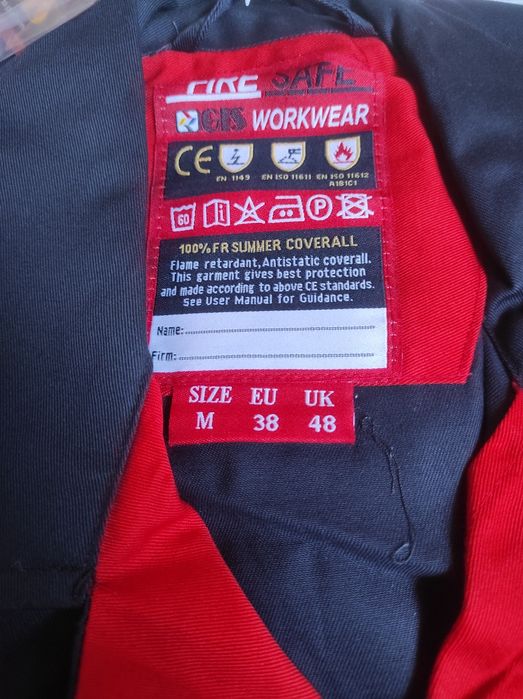 FIRE SAFE
GIS WORKWEAR
CE
EN 1149 EN ISO 11611 EN ISO 11612
A1B1C1
60 P
100% FR SUMMER COVERALL
Flame retardant, Antistatic coverall.
This garment gives best protection
and made according to above CE standards.
See User Manual for Guidance.
Name:
Firm:
SIZE EU UK
M 38 48